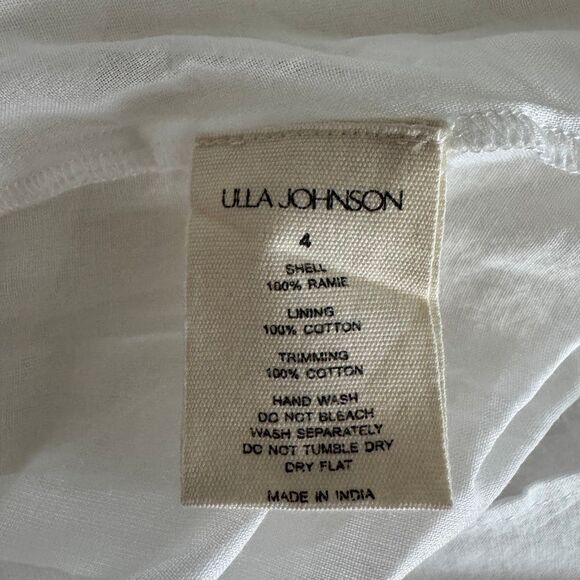 ULLA JOHNSON
4
SHELL
100% RAMIE
LINING
100% COTTON
TRIMMING
100% COTTON
HAND WASH
DO NOT BLEACH
WASH SEPARATELY
DO NOT TUMBLE DRY
DRY FLAT
MADE IN INDIA